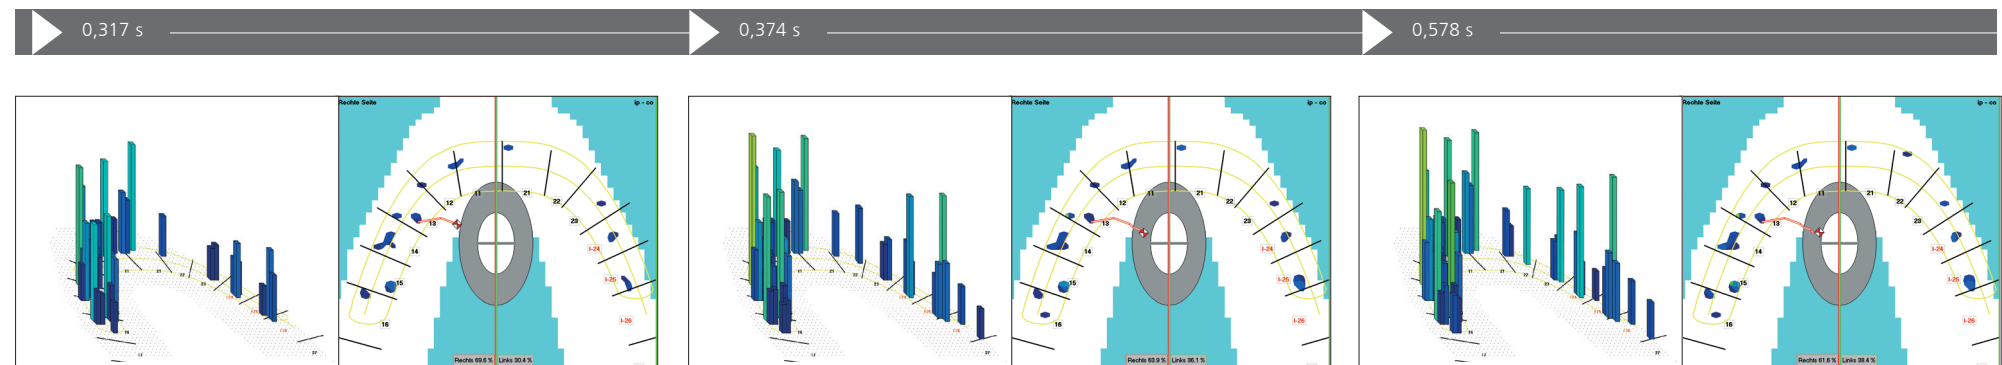 0,317 s
0,374 s
0,578 s
Rechte Seite
ip - co
11
21
12
22
13
23
14
I-24
15
I-25
16
I-26
Rechts 69.6 % Links 30.4 %
Rechte Seite
ip - co
11
21
12
22
13
23
14
I-24
15
I-25
16
I-26
Rechts 63.9 % Links 36.1 %
Rechte Seite
ip - co
11
21
12
22
13
23
14
I-24
15
I-25
16
I-26
Rechts 61.6 % Links 38.4 %